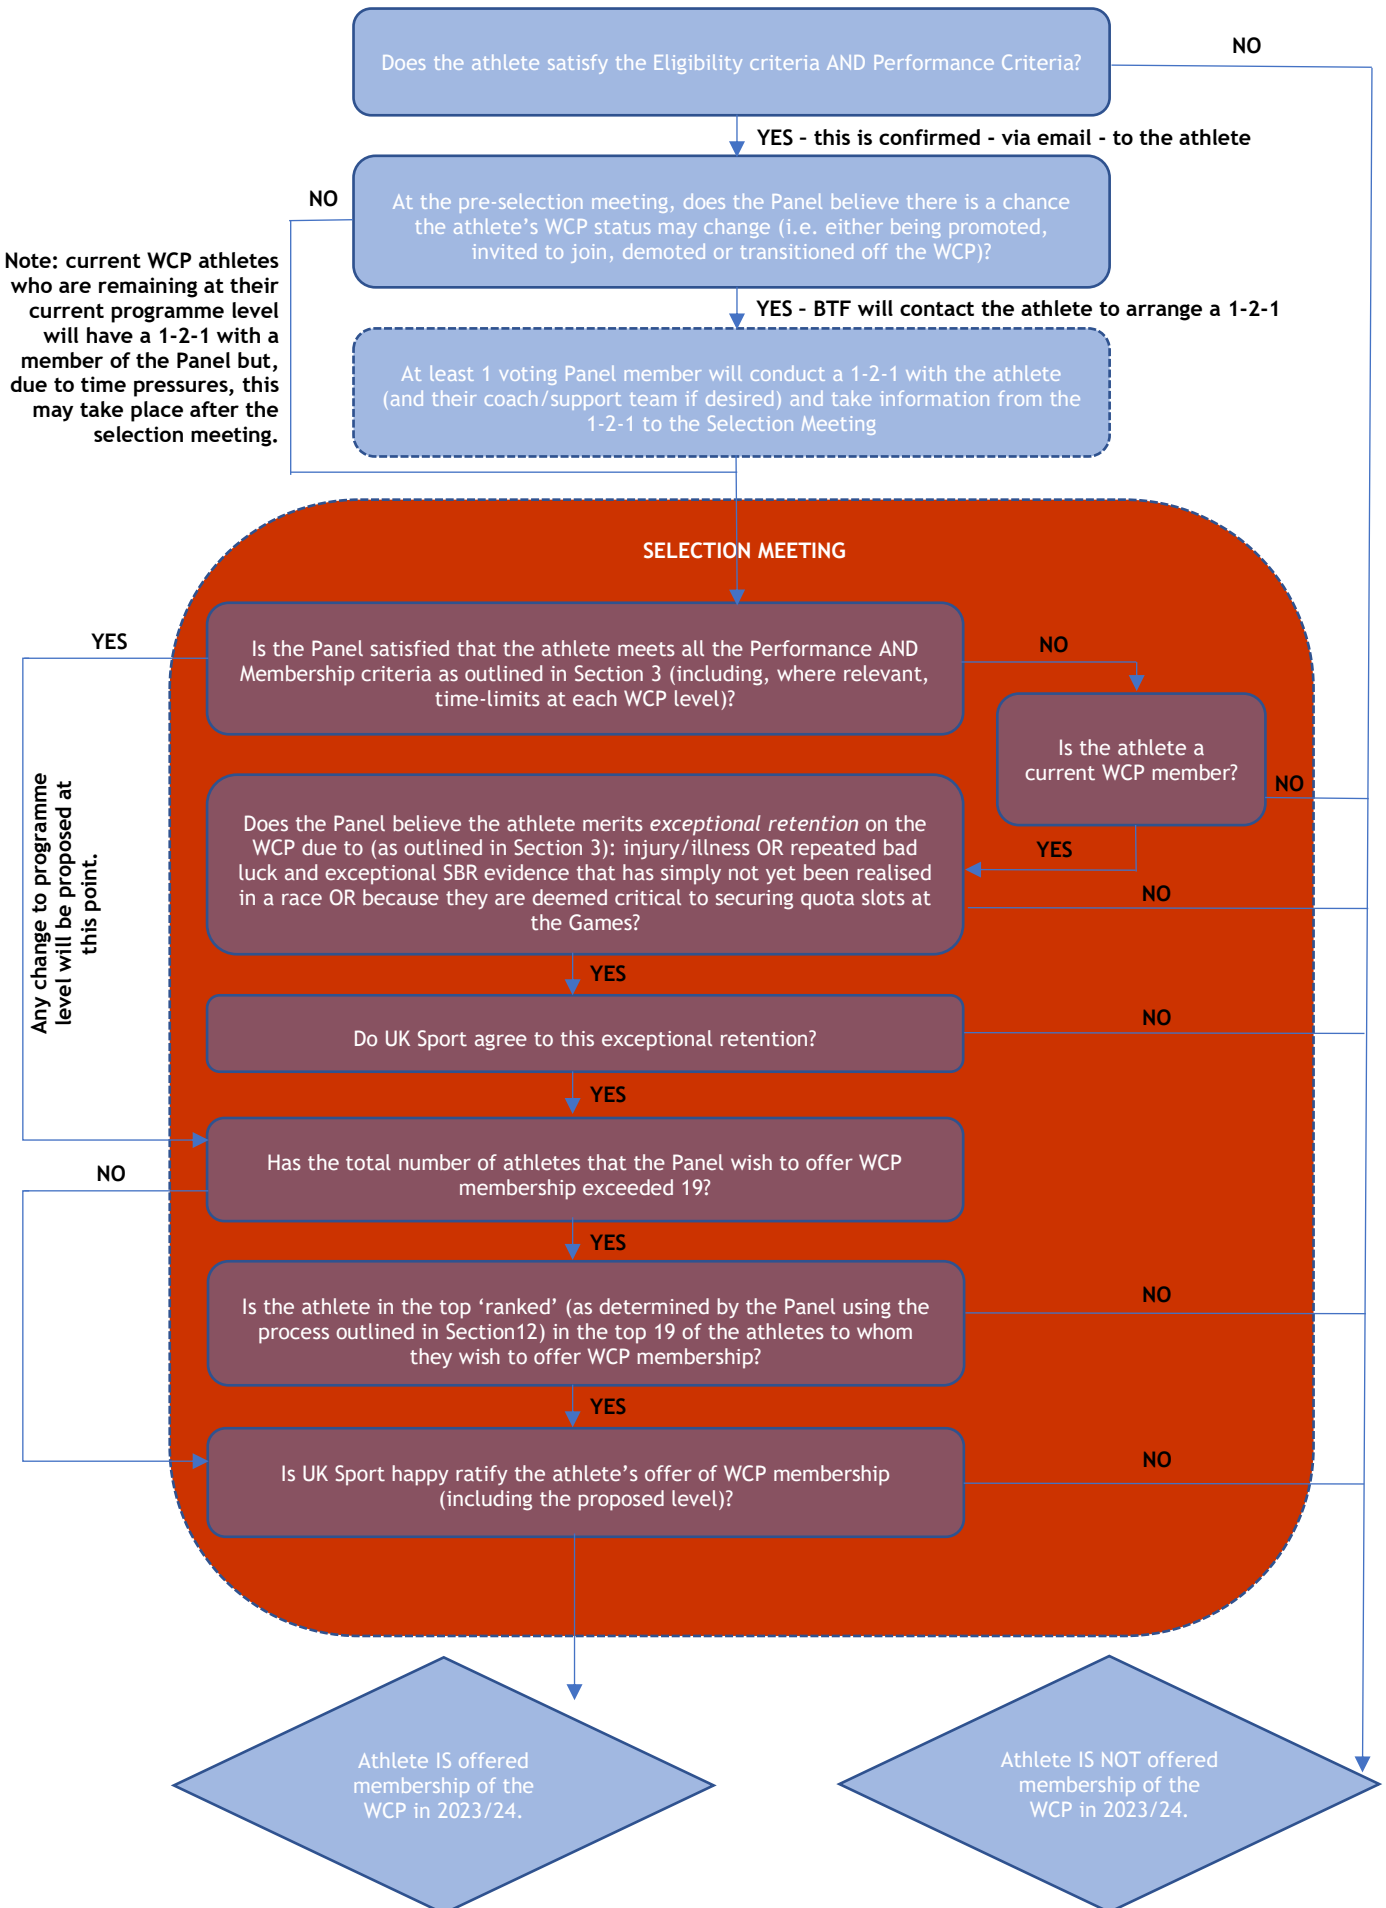 Does the athlete satisfy the Eligibility criteria AND Performance Criteria?
NO
YES – this is confirmed - via email - to the athlete
At the pre-selection meeting, does the Panel believe there is a chance
the athlete's WCP status may change (i.e. either being promoted,
invited to join, demoted or transitioned off the WCP)?
NO
Note: current WCP athletes
who are remaining at their
current programme level
will have a 1-2-1 with a
member of the Panel but,
due to time pressures, this
may take place after the
selection meeting.
YES – BTF will contact the athlete to arrange a 1-2-1
At least 1 voting Panel member will conduct a 1-2-1 with the athlete
(and their coach/support team if desired) and take information from the
1-2-1 to the Selection Meeting
SELECTION MEETING
Is the Panel satisfied that the athlete meets all the Performance AND
Membership criteria as outlined in Section 3 (including, where relevant,
time-limits at each WCP level)?
YES
NO
Any change to programme
level will be proposed at
this point.
Is the athlete a
current WCP member?
NO
YES
Does the Panel believe the athlete merits exceptional retention on the
WCP due to (as outlined in Section 3): injury/illness OR repeated bad
luck and exceptional SBR evidence that has simply not yet been realised
in a race OR because they are deemed critical to securing quota slots at
the Games?
NO
YES
Do UK Sport agree to this exceptional retention?
NO
YES
Has the total number of athletes that the Panel wish to offer WCP
membership exceeded 19?
NO
YES
Is the athlete in the top 'ranked' (as determined by the Panel using the
process outlined in Section12) in the top 19 of the athletes to whom
they wish to offer WCP membership?
NO
YES
Is UK Sport happy ratify the athlete's offer of WCP membership
(including the proposed level)?
NO
Athlete IS offered
membership of the
WCP in 2023/24.
Athlete IS NOT offered
membership of the
WCP in 2023/24.